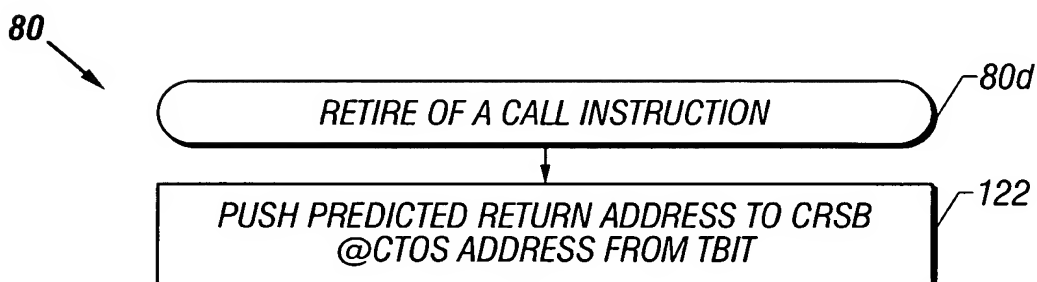 80
80d
RETIRE OF A CALL INSTRUCTION
122
PUSH PREDICTED RETURN ADDRESS TO CRSB
@CTOS ADDRESS FROM TBIT